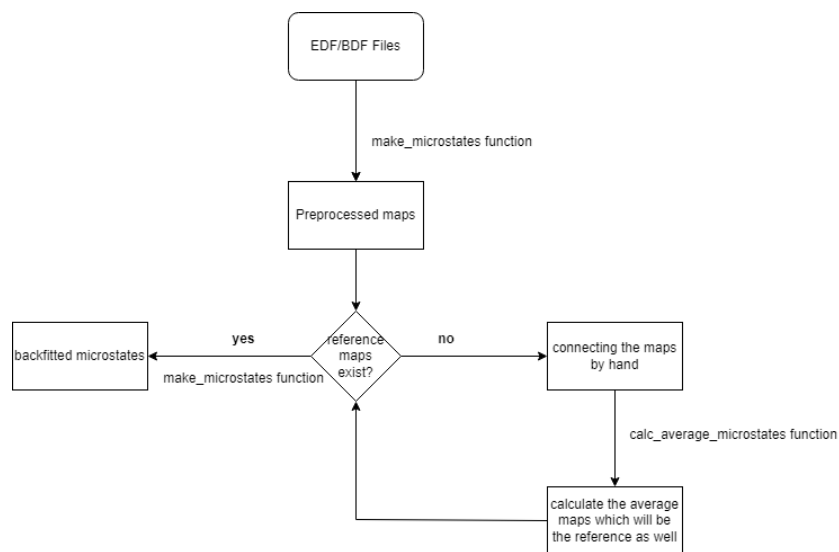 EDF/BDF Files
make_microstates function
Preprocessed maps
yes
reference
maps
exist?
no
backfitted microstates
make_microstates function
connecting the maps
by hand
calc_average_microstates function
calculate the average
maps which will be
the reference as well